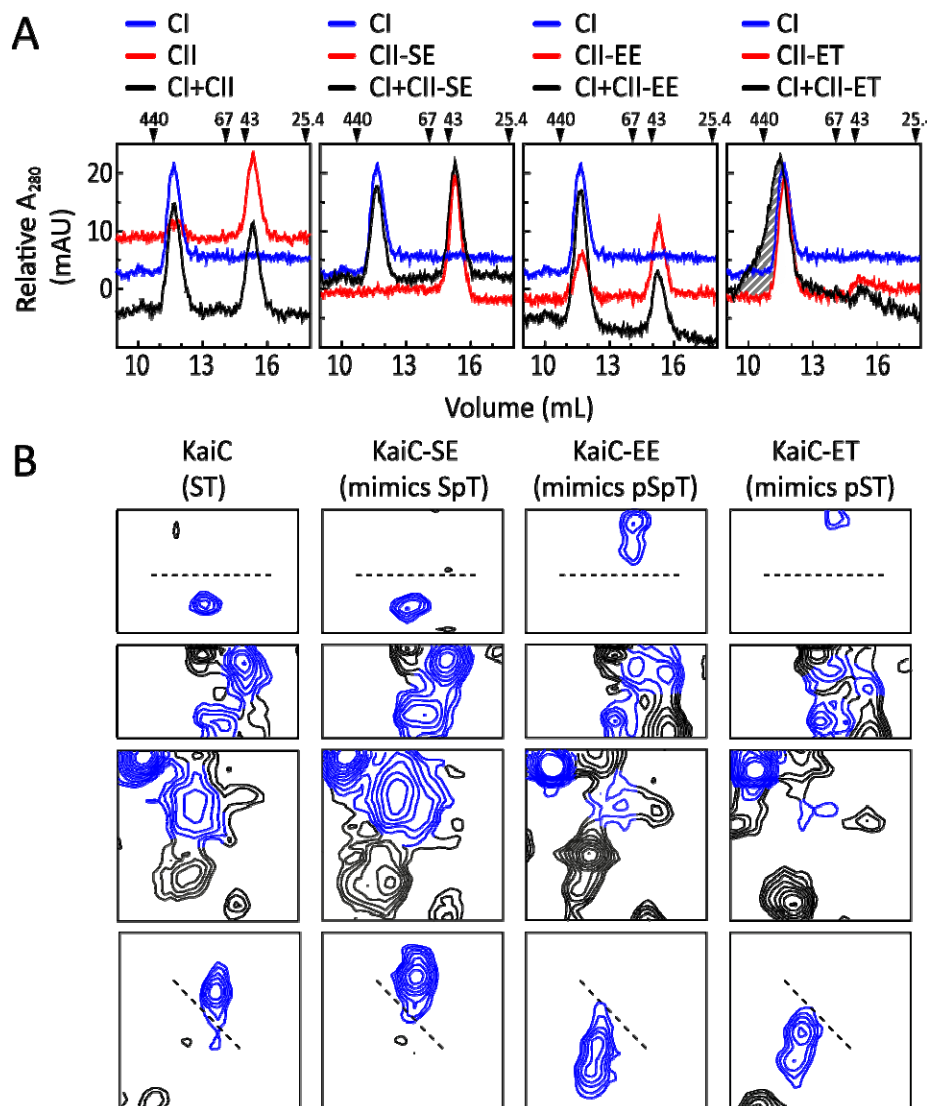 A
CI CI CI CI
CII CII-SE CII-EE CII-ET
CI+CII CI+CII-SE CI+CII-EE CI+CII-ET
440 67 43 25.4 440 67 43 440 67 43 25.4 440 67 43 25.
Relative A₂₈₀
(mAU)
20
10
0
10 13 16 10 13 16 10 13 16 10 13 16
Volume (mL)
B
KaiC KaiC-SE KaiC-EE KaiC-ET
(ST) (mimics SpT) (mimics pSpT) (mimics pST)